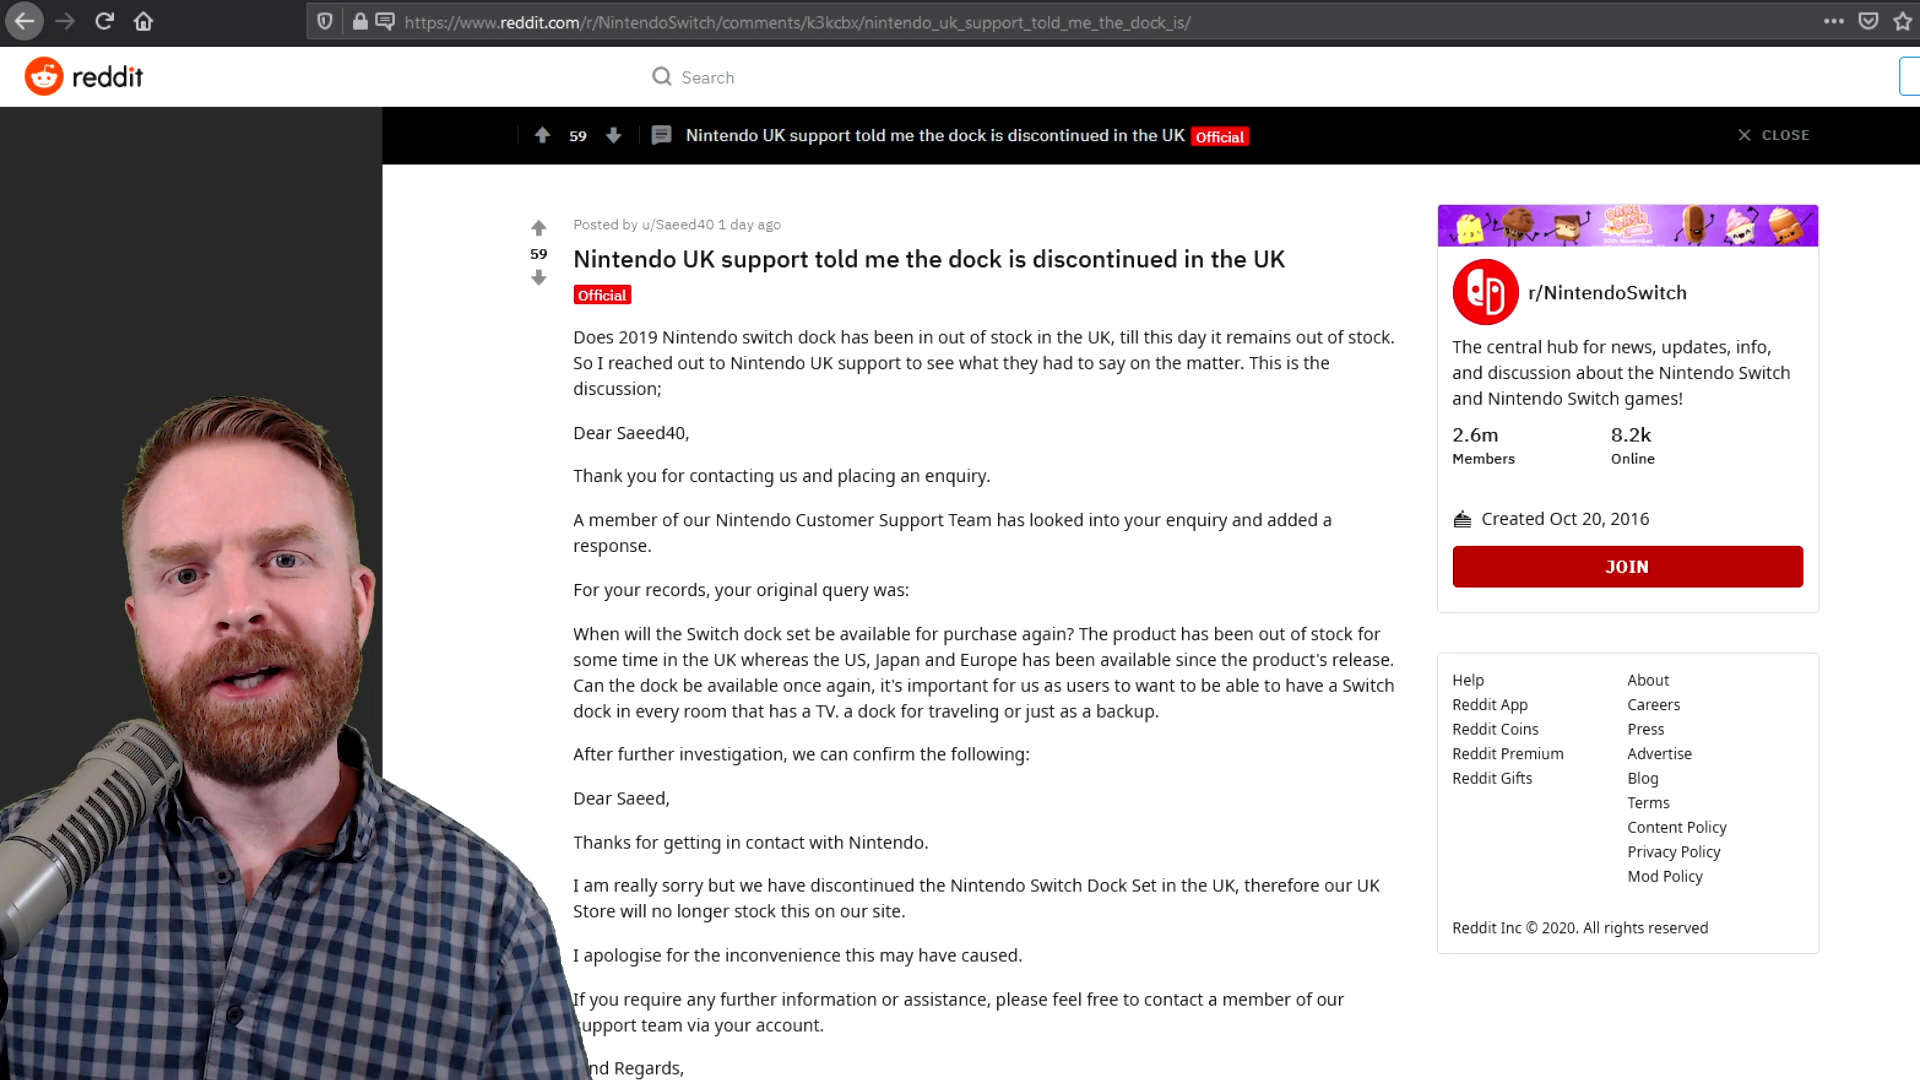 https://www.reddit.com/r/NintendoSwitch/comments/k3kcbx/nintendo_uk_support_told_me_the_dock_is/
reddit
Search
59
Nintendo UK support told me the dock is discontinued in the UK Official
CLOSE
Posted by u/Saeed40 1 day ago
59
Nintendo UK support told me the dock is discontinued in the UK
Official
Does 2019 Nintendo switch dock has been in out of stock in the UK, till this day it remains out of stock.
So I reached out to Nintendo UK support to see what they had to say on the matter. This is the
discussion;
Dear Saeed40,
Thank you for contacting us and placing an enquiry.
A member of our Nintendo Customer Support Team has looked into your enquiry and added a
response.
For your records, your original query was:
When will the Switch dock set be available for purchase again? The product has been out of stock for
some time in the UK whereas the US, Japan and Europe has been available since the product's release.
Can the dock be available once again, it's important for us as users to want to be able to have a Switch
dock in every room that has a TV. a dock for traveling or just as a backup.
After further investigation, we can confirm the following:
Dear Saeed,
Thanks for getting in contact with Nintendo.
I am really sorry but we have discontinued the Nintendo Switch Dock Set in the UK, therefore our UK
Store will no longer stock this on our site.
I apologise for the inconvenience this may have caused.
If you require any further information or assistance, please feel free to contact a member of our
upport team via your account.
nd Regards,
r/NintendoSwitch
The central hub for news, updates, info,
and discussion about the Nintendo Switch
and Nintendo Switch games!
2.6m
Members
8.2k
Online
Created Oct 20, 2016
JOIN
Help
Reddit App
Reddit Coins
Reddit Premium
Reddit Gifts
About
Careers
Press
Advertise
Blog
Terms
Content Policy
Privacy Policy
Mod Policy
Reddit Inc © 2020. All rights reserved